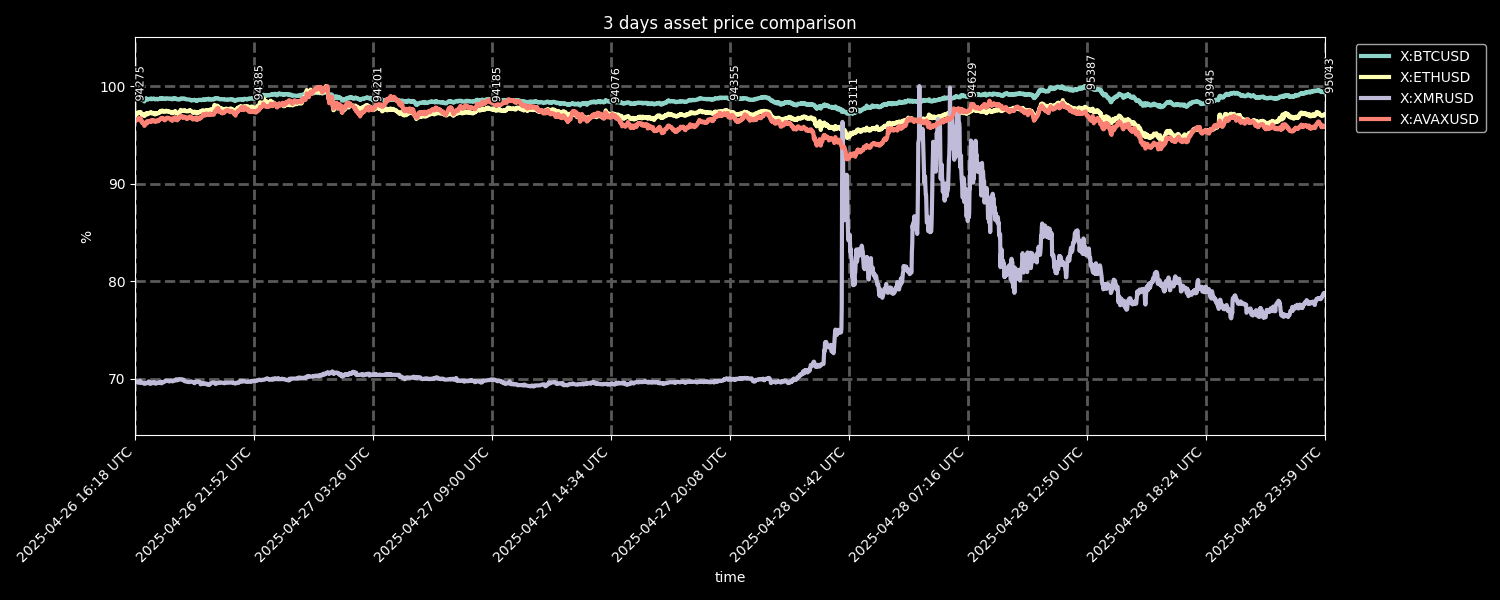 3 days asset price comparison
X:BTCUSD
X:ETHUSD
X:XMRUSD
X:AVAXUSD
94275
94385
94201
94185
94076
94355
93111
94629
95387
93945
95043
100
90
80
70
%
2025-04-26 16:18 UTC
2025-04-26 21:52 UTC
2025-04-27 03:26 UTC
2025-04-27 09:00 UTC
2025-04-27 14:34 UTC
2025-04-27 20:08 UTC
2025-04-28 01:42 UTC
2025-04-28 07:16 UTC
2025-04-28 12:50 UTC
2025-04-28 18:24 UTC
2025-04-28 23:59 UTC
time